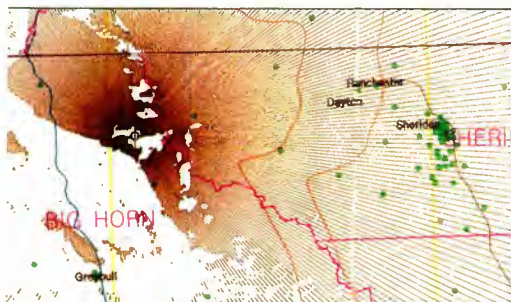 Ranchester
Dayton
Sheridan
SHERI
BIG HORN
Greybull